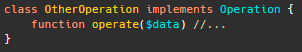 class OtherOperation implements Operation {
    function operate($data) //...
}